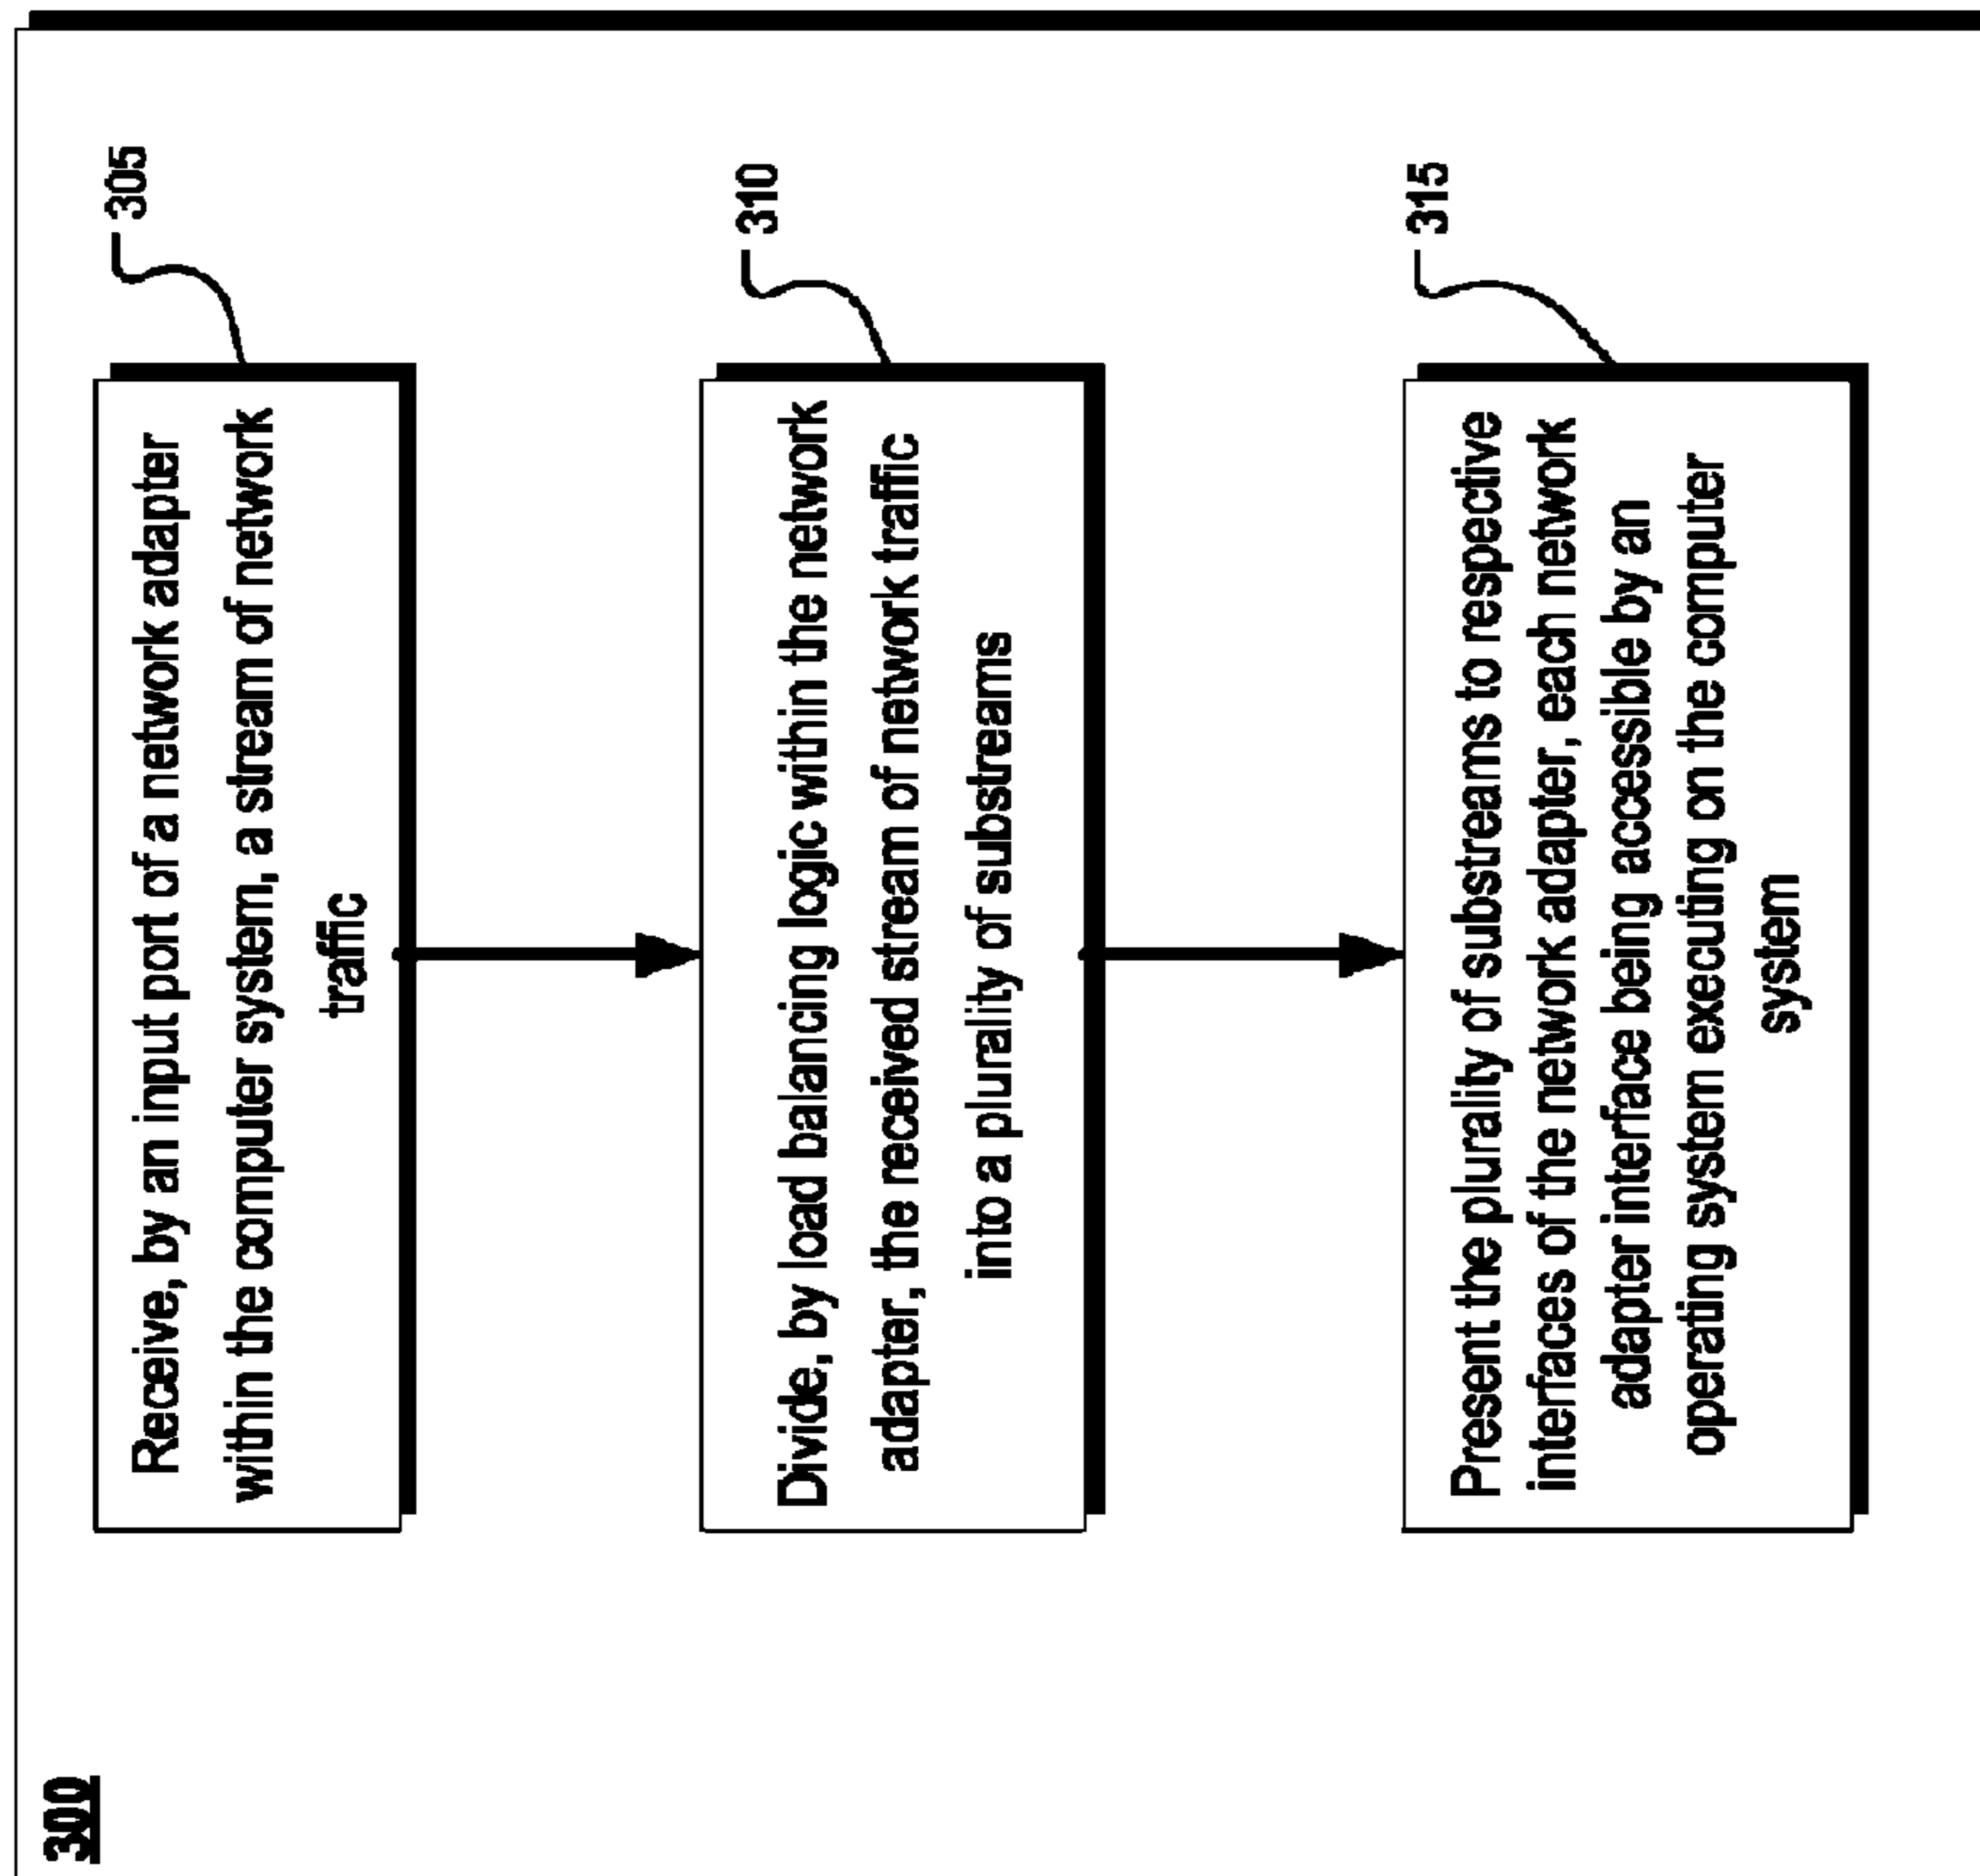 300
Receive, by an input port of a network adapter
within the computer system, a stream of network
traffic
305
Divide, by load balancing logic within the network
adapter, the received stream of network traffic
into a plurality of substreams
310
Present the plurality of substreams to respective
interfaces of the network adapter, each network
adapter interface being accessible by an
operating system executing on the computer
system
315